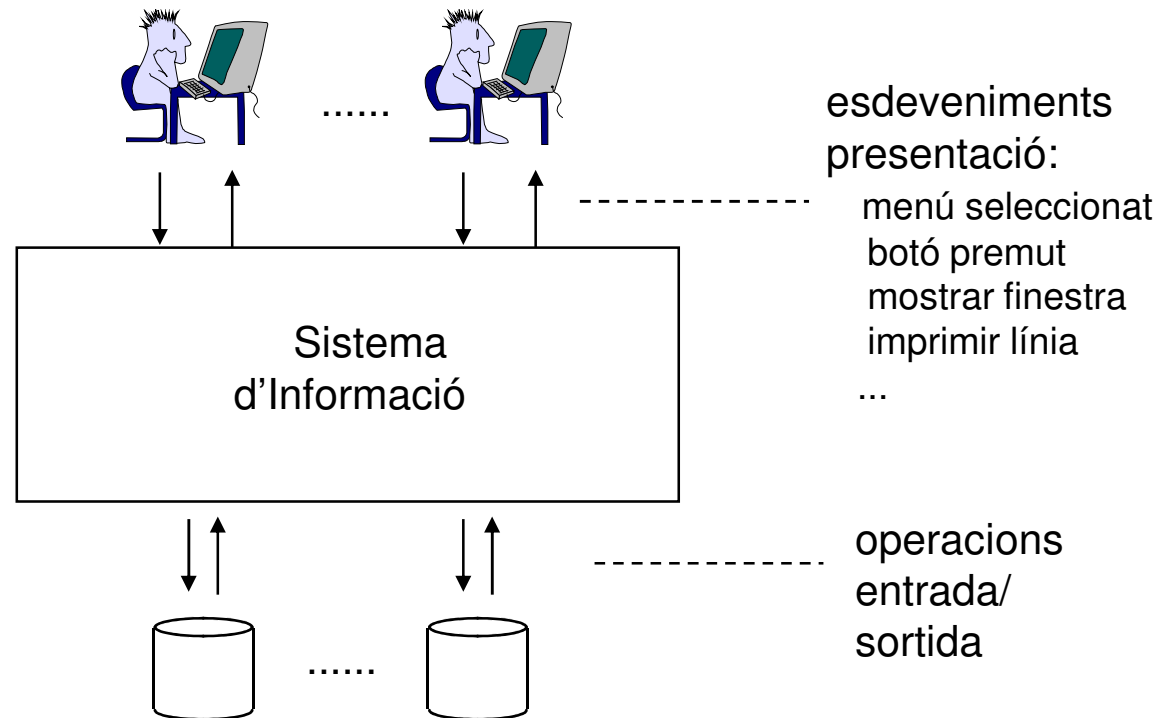 ......
esdeveniments
presentació:
menú seleccionat
botó premut
mostrar finestra
imprimir línia
...
Sistema
d’Informació
operacions
entrada/
sortida
......